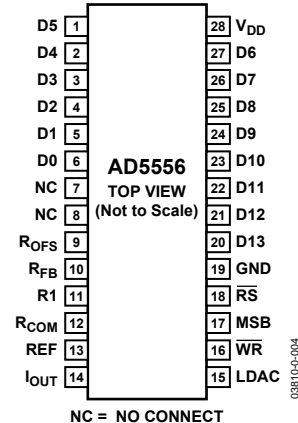 D5 1 28 VDD
D4 2 27 D6
D3 3 26 D7
D2 4 25 D8
D1 5 24 D9
D0 6 23 D10
NC 7 22 D11
NC 8 21 D12
ROFS 9 20 D13
RFB 10 19 GND
R1 11 18 RS
RCOM 12 17 MSB
REF 13 16 WR
IOUT 14 15 LDAC
AD5556
TOP VIEW
(Not to Scale)
NC = NO CONNECT
03810-0-004